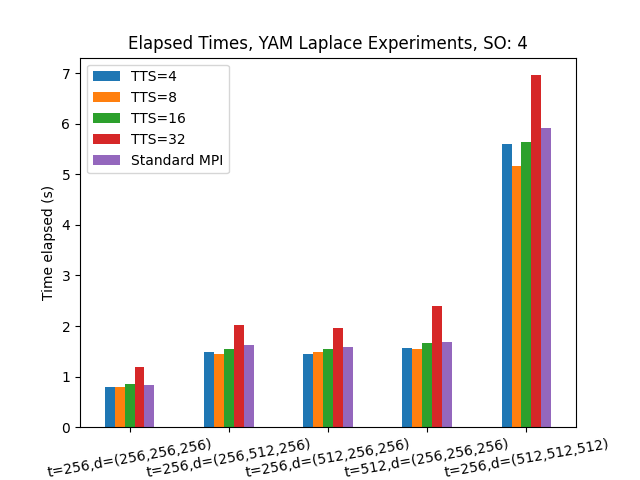 Elapsed Times, YAM Laplace Experiments, SO: 4
TTS=4
TTS=8
TTS=16
TTS=32
Standard MPI
Time elapsed (s)
7
6
5
4
3
2
1
0
t=256,d=(256,256,256)
t=256,d=(256,512,256)
t=256,d=(512,256,256)
t=512,d=(256,256,256)
t=256,d=(512,512,512)